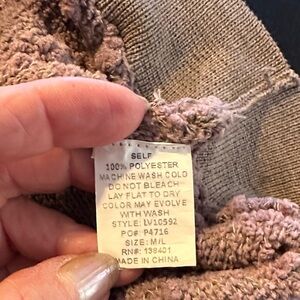 SELF
100% POLYESTER
MACHINE WASH COLD
DO NOT BLEACH
LAY FLAT TO DRY
COLOR MAY EVOLVE
WITH WASH
STYLE: LV10592
PO#: P4716
SIZE: M/L
RN#: 138401
MADE IN CHINA